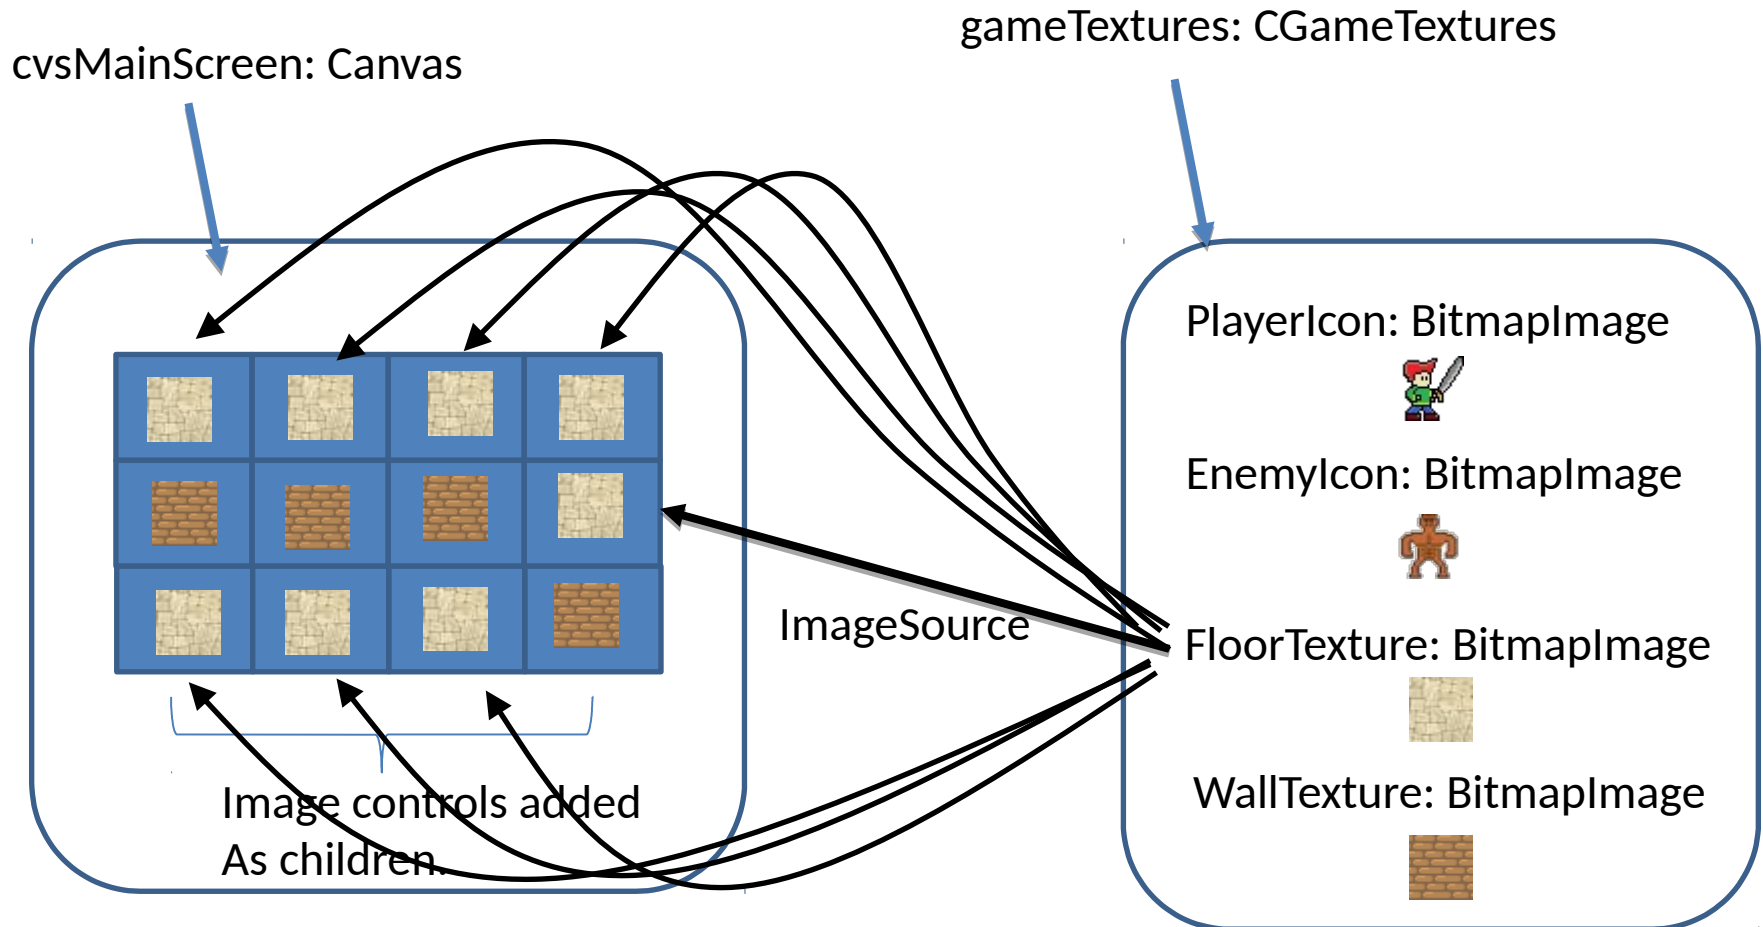 cvsMainScreen: Canvas
gameTextures: CGameTextures
PlayerIcon: BitmapImage
EnemyIcon: BitmapImage
ImageSource
FloorTexture: BitmapImage
WallTexture: BitmapImage
Image controls added
As children.